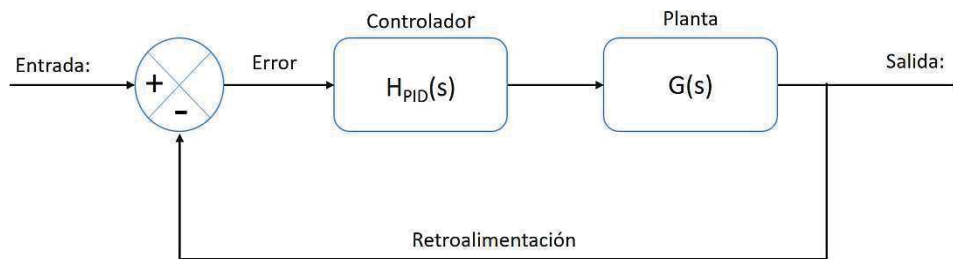 Controlador
Planta
Entrada:
+
-
Error
H_PID(s)
G(s)
Salida:
Retroalimentación